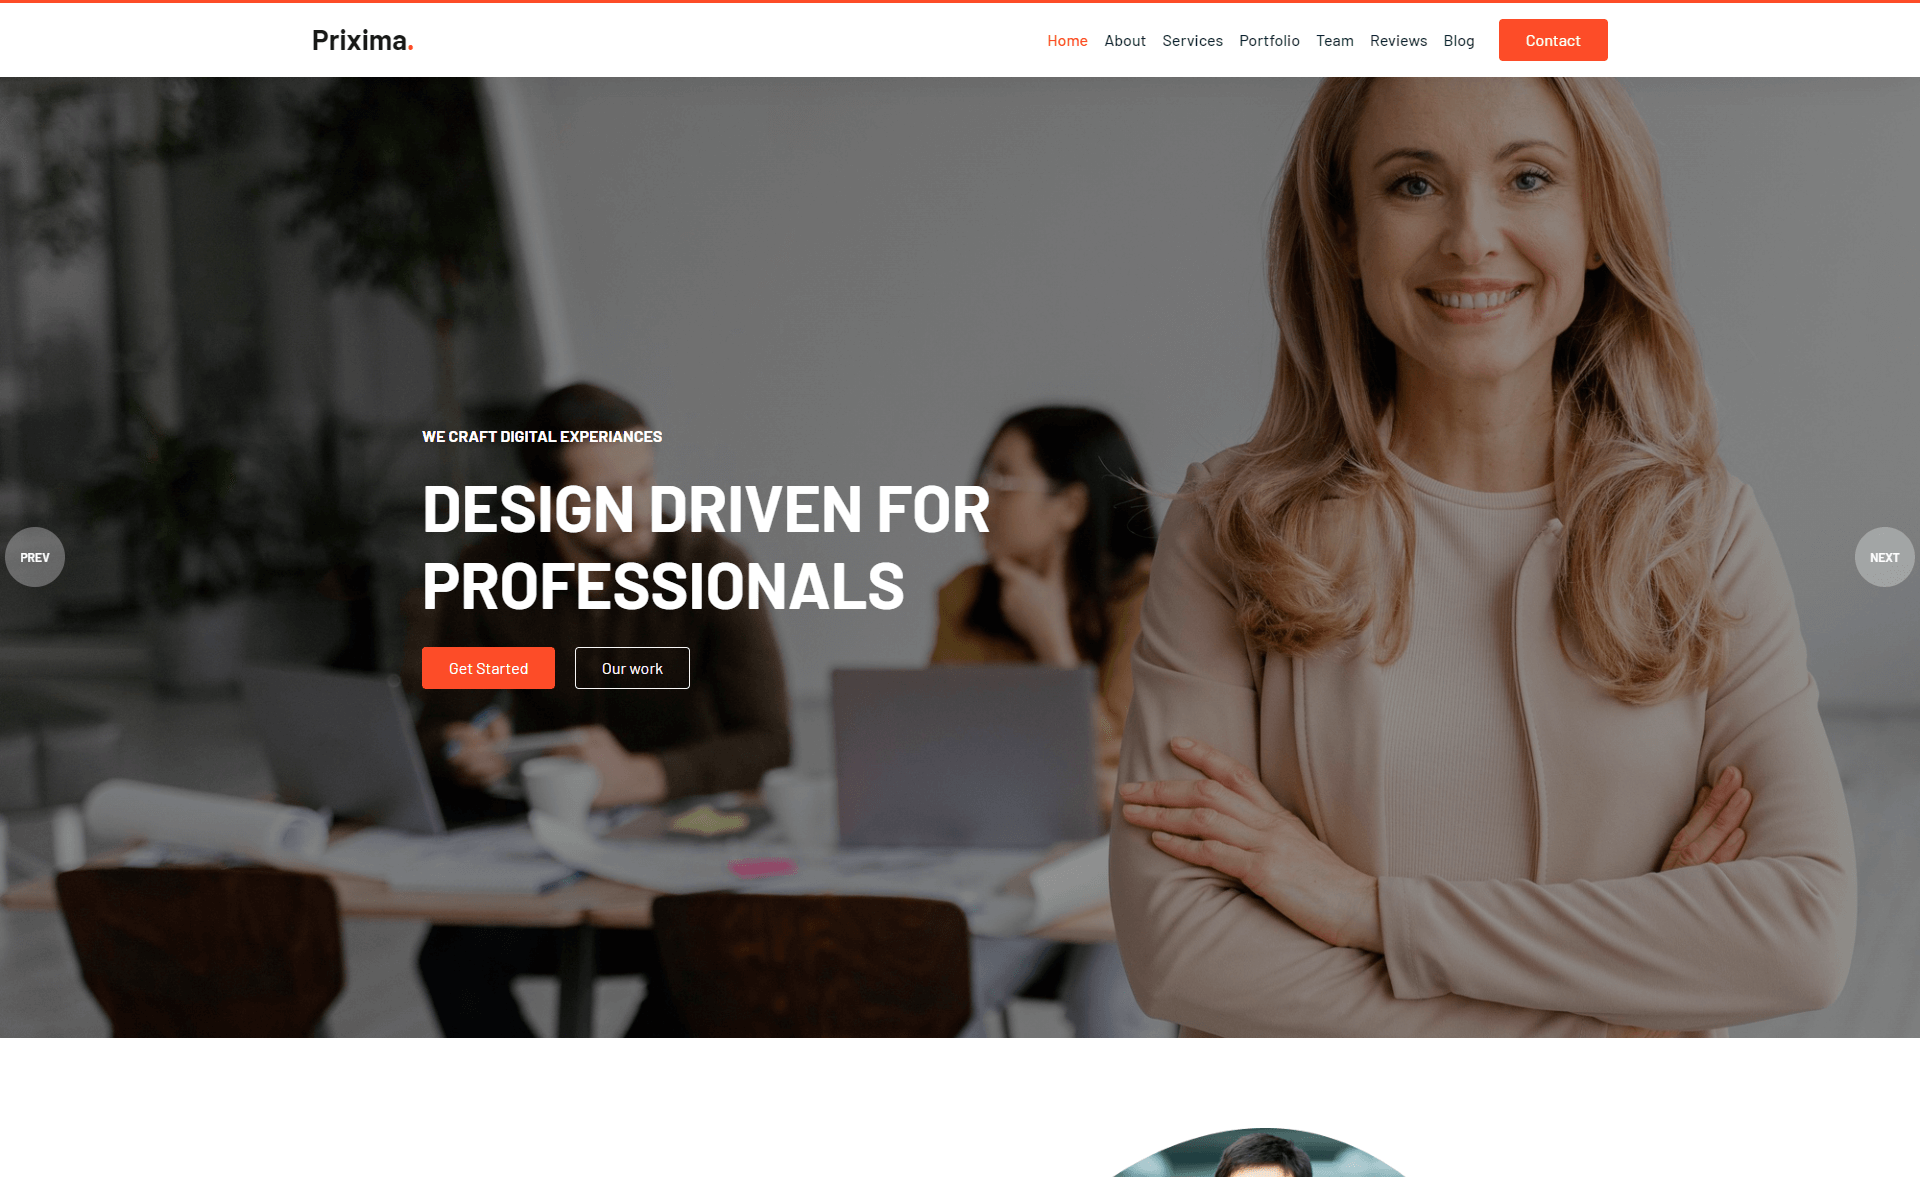 Prixima.
Home About Services Portfolio Team Reviews Blog Contact
WE CRAFT DIGITAL EXPERIANCES
DESIGN DRIVEN FOR
PROFESSIONALS
PREV
NEXT
Get Started Our work